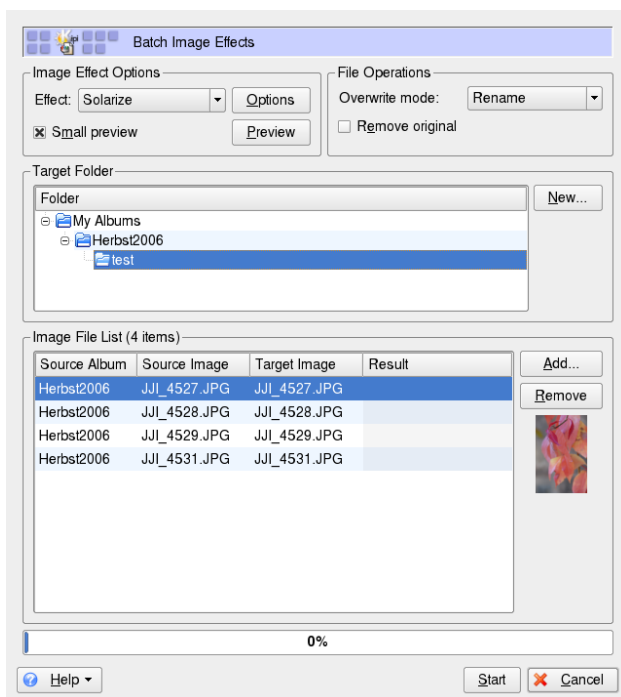 Batch Image Effects
Image Effect Options
Effect: Solarize Options
Small preview Preview
File Operations
Overwrite mode: Rename
Remove original
Target Folder
Folder New...
My Albums
Herbst2006
test
Image File List (4 items)
Source Album Source Image Target Image Result Add...
Herbst2006 JJI_4527.JPG JJI_4527.JPG Remove
Herbst2006 JJI_4528.JPG JJI_4528.JPG
Herbst2006 JJI_4529.JPG JJI_4529.JPG
Herbst2006 JJI_4531.JPG JJI_4531.JPG
0%
Help Start Cancel